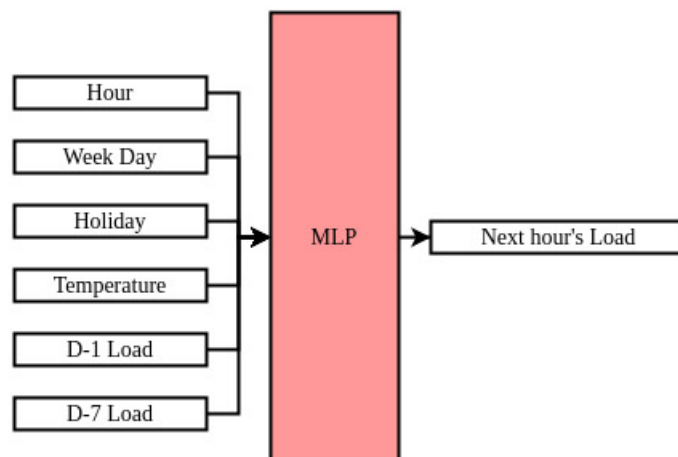 Hour
Week Day
Holiday
Temperature
D-1 Load
D-7 Load
MLP
Next hour's Load